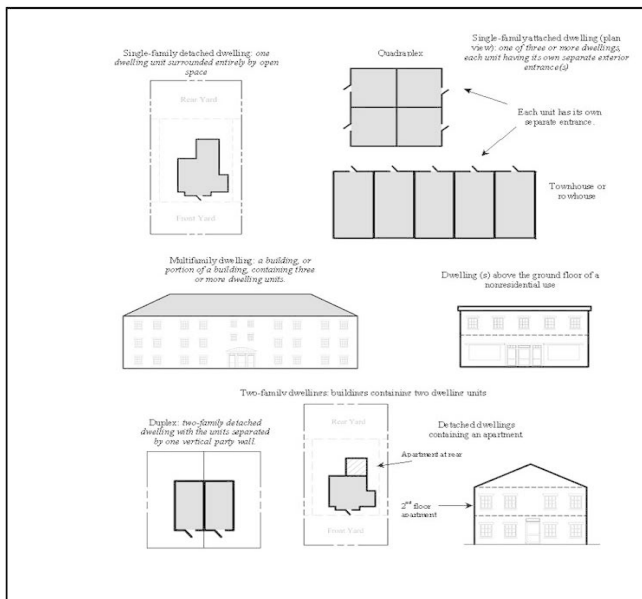 Single-family detached dwelling: one
dwelling unit surrounded entirely by open
space
Rear Yard
Front Yard
Quadraplex
Single-family attached dwelling (plan
view): one of three or more dwellings,
each unit having its own separate exterior
entrance(s)
Each unit has its own
separate entrance.
Townhouse or
rowhouse
Multifamily dwelling: a building, or
portion of a building, containing three
or more dwelling units.
Dwelling (s) above the ground floor of a
nonresidential use
Two-family dwellings: buildings containing two dwelling units
Duplex: two-family detached
dwelling with the units separated
by one vertical party wall.
Rear Yard
Front Yard
Apartment at rear
Detached dwellings
containing an apartment
2nd floor
apartment